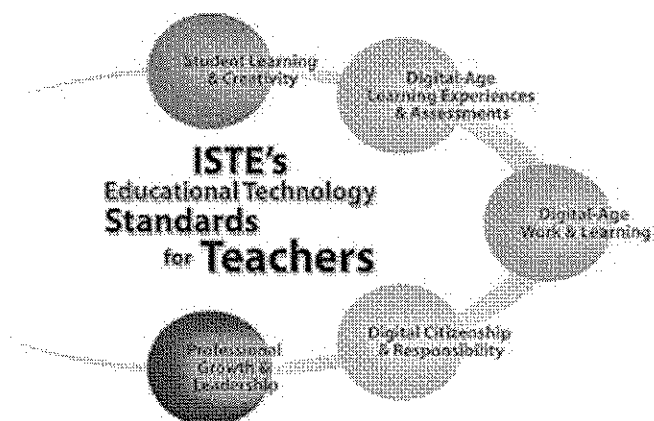 Student Learning
& Creativity
Digital-Age
Learning Experiences
& Assessments
ISTE's
Educational Technology
Standards
for Teachers
Digital-Age
Work & Learning
Digital Citizenship
& Responsibility
Professional
Growth &
Leadership